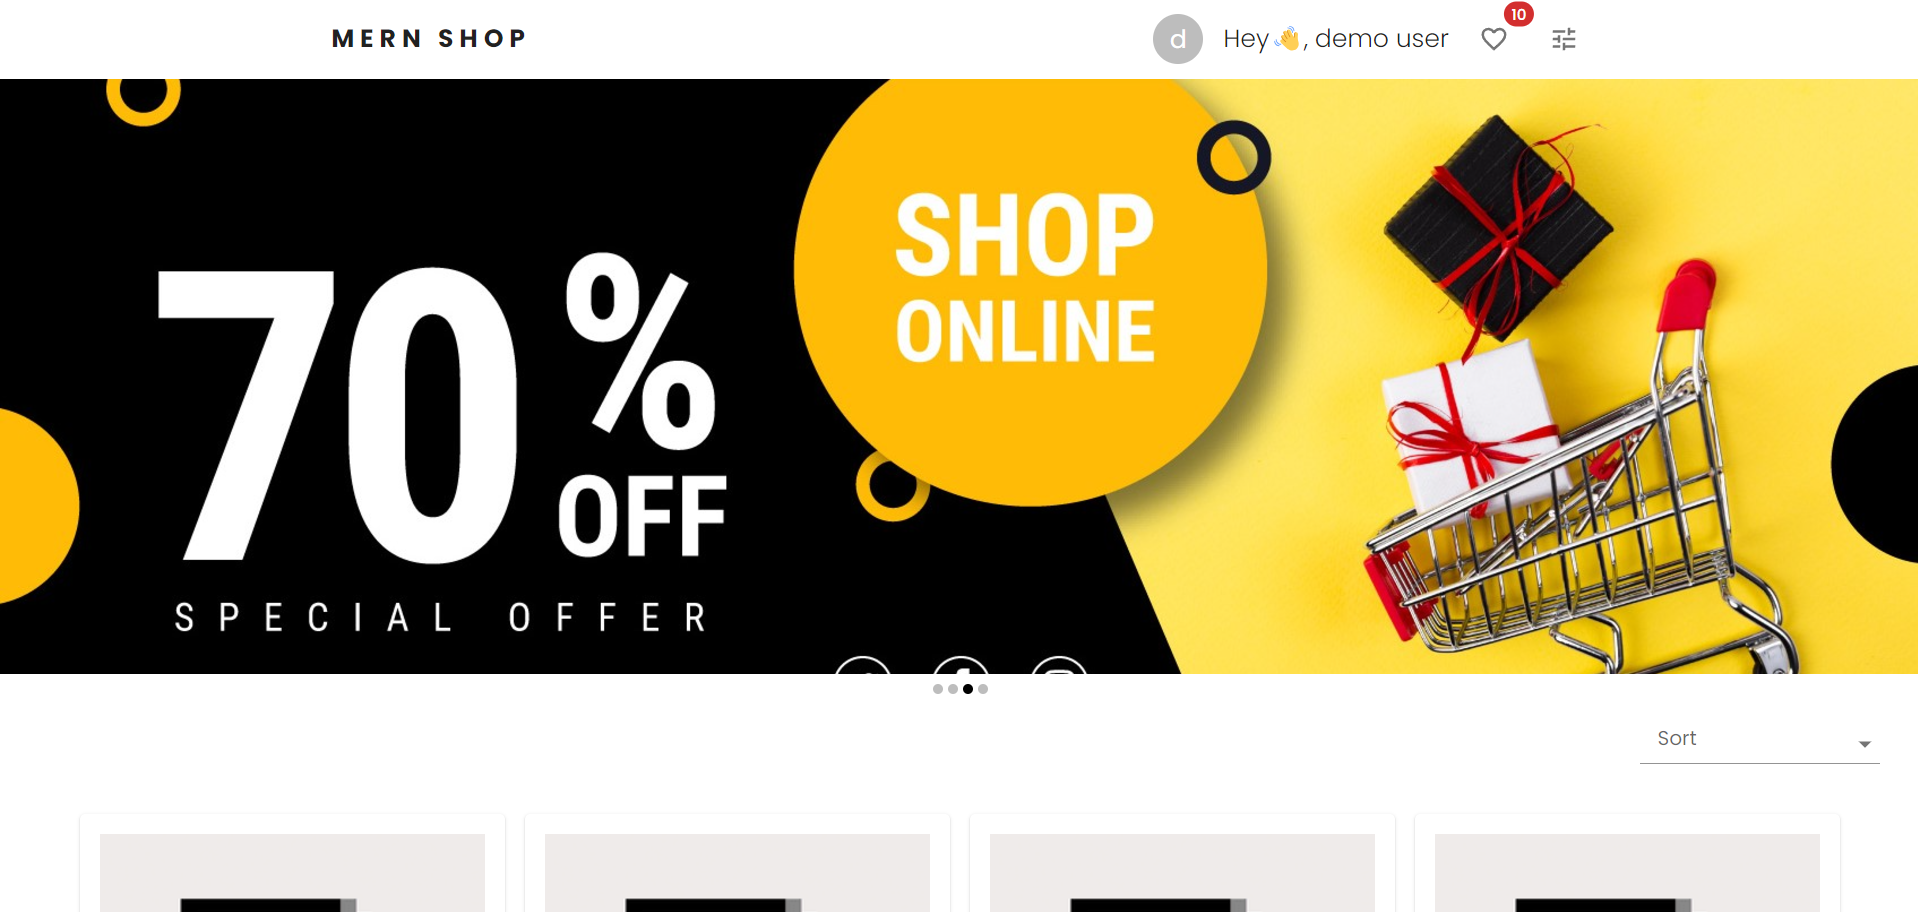 MERN SHOP
d
Hey 👋, demo user
10
SHOP
ONLINE
70%
OFF
SPECIAL OFFER
Sort